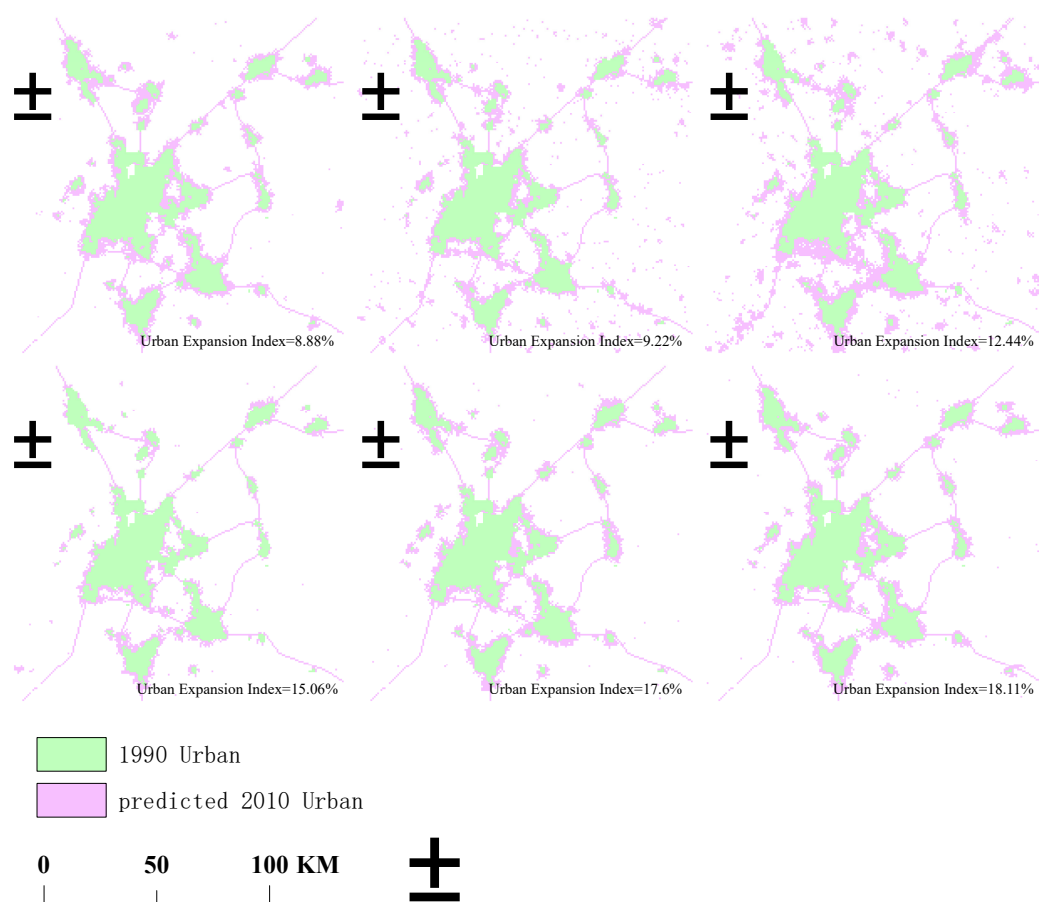 ±
±
±
Urban Expansion Index=8.88%
Urban Expansion Index=9.22%
Urban Expansion Index=12.44%
±
±
±
Urban Expansion Index=15.06%
Urban Expansion Index=17.6%
Urban Expansion Index=18.11%
1990 Urban
predicted 2010 Urban
0 50 100 KM
±